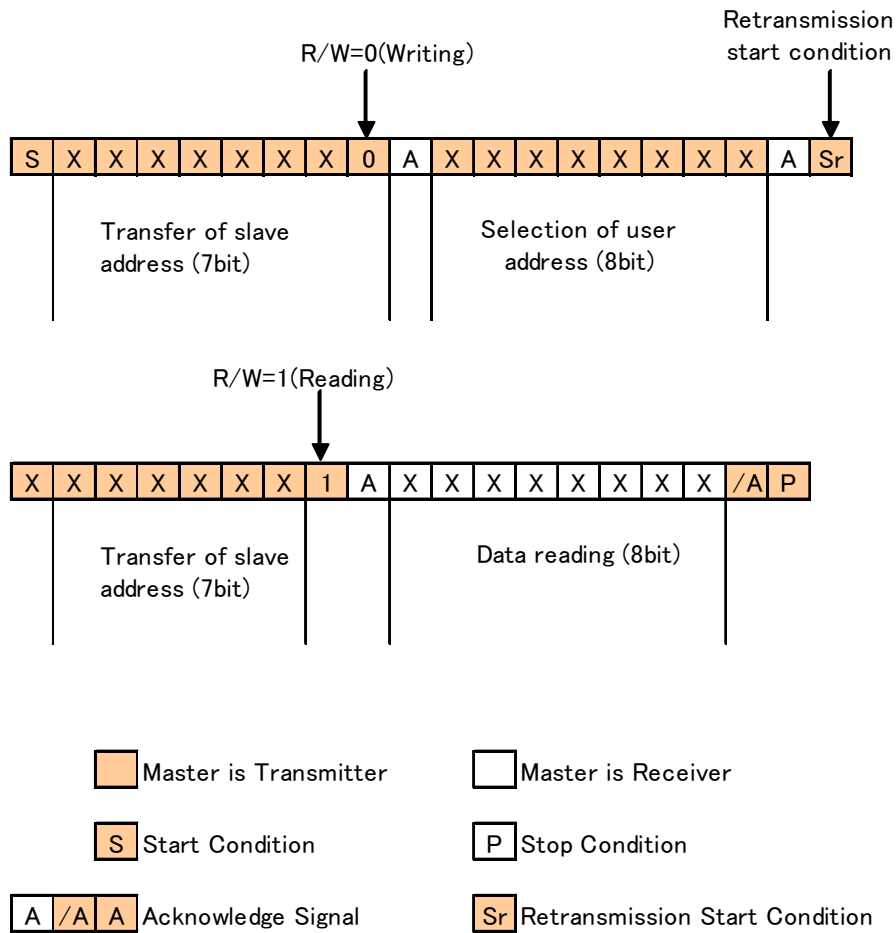 Retransmission
start condition
R/W=0(Writing)
S X X X X X X X 0 A X X X X X X X X A Sr
Transfer of slave
address (7bit)
Selection of user
address (8bit)
R/W=1(Reading)
X X X X X X X 1 A X X X X X X X X /A P
Transfer of slave
address (7bit)
Data reading (8bit)
Master is Transmitter
Master is Receiver
S Start Condition
P Stop Condition
A /A A Acknowledge Signal
Sr Retransmission Start Condition